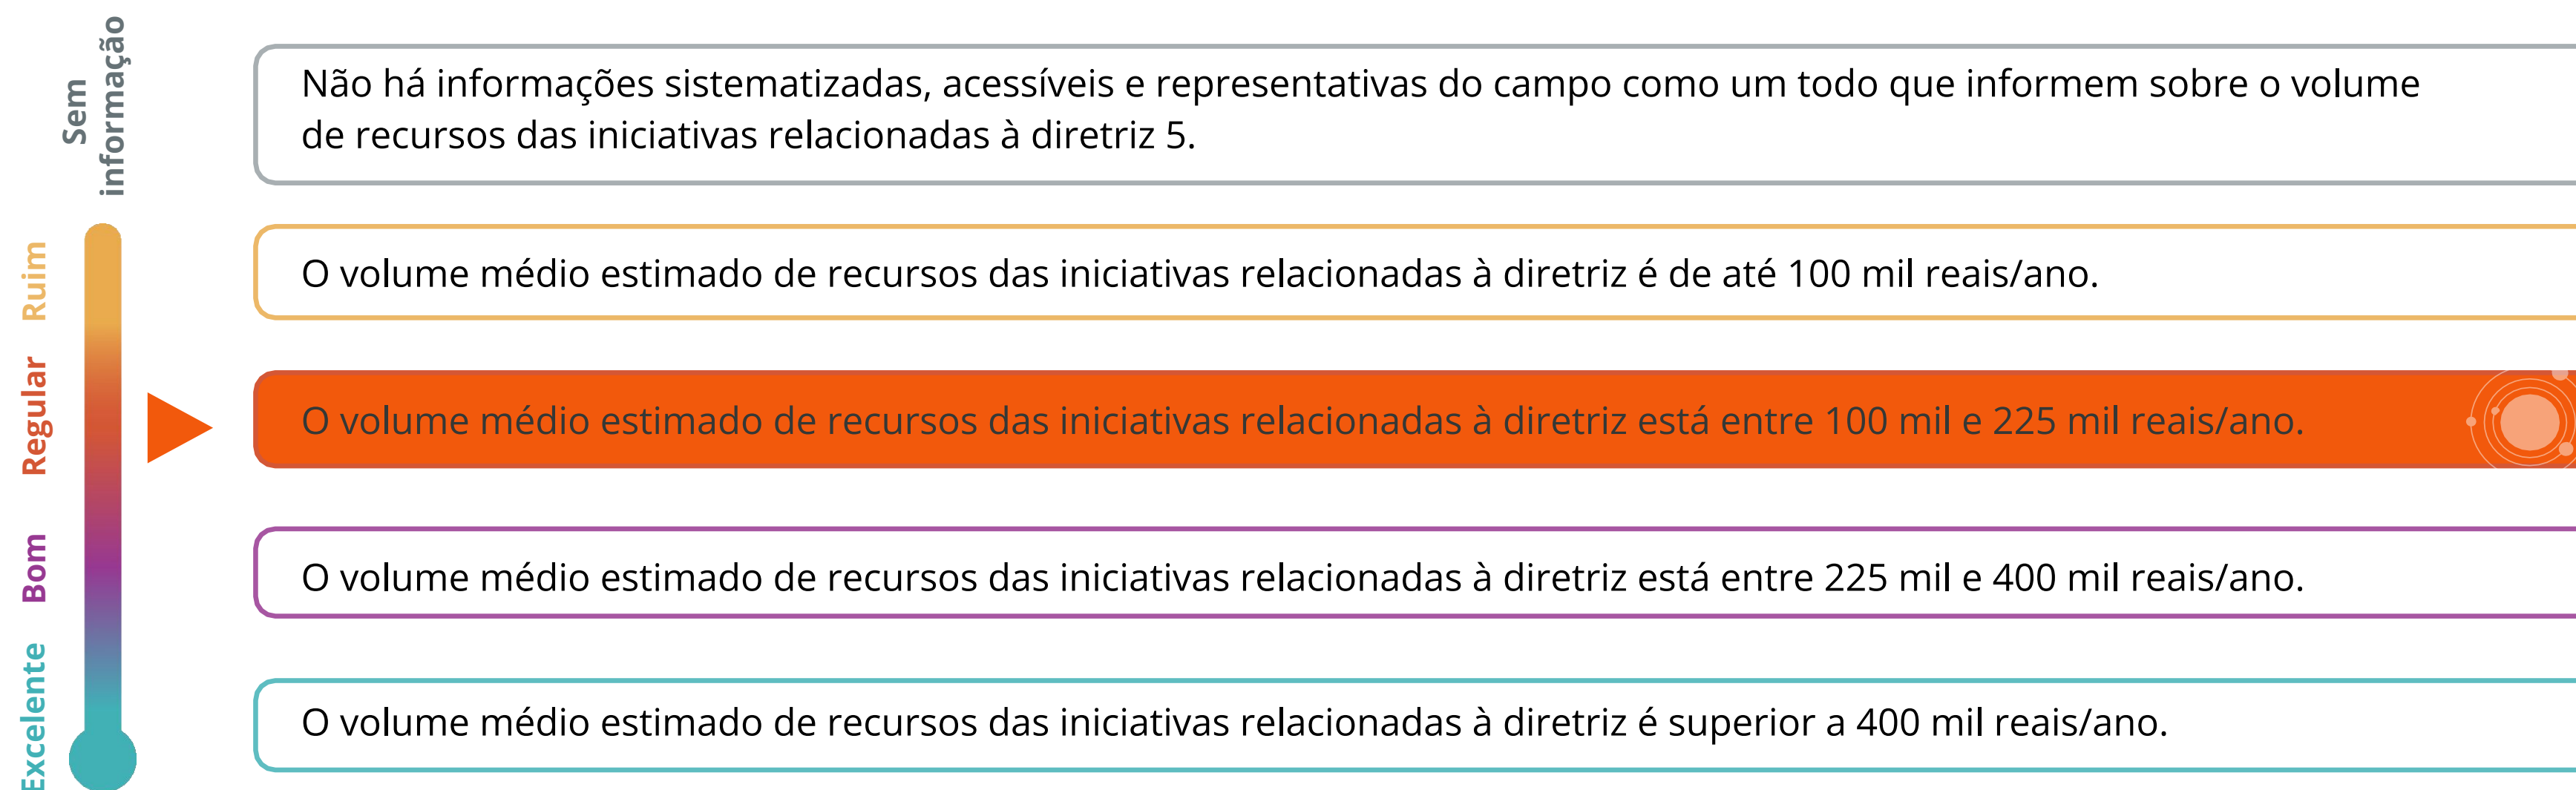 Sem
informação
Não há informações sistematizadas, acessíveis e representativas do campo como um todo que informem sobre o volume
de recursos das iniciativas relacionadas à diretriz 5.
Ruim
O volume médio estimado de recursos das iniciativas relacionadas à diretriz é de até 100 mil reais/ano.
Regular
O volume médio estimado de recursos das iniciativas relacionadas à diretriz está entre 100 mil e 225 mil reais/ano.
Bom
O volume médio estimado de recursos das iniciativas relacionadas à diretriz está entre 225 mil e 400 mil reais/ano.
Excelente
O volume médio estimado de recursos das iniciativas relacionadas à diretriz é superior a 400 mil reais/ano.